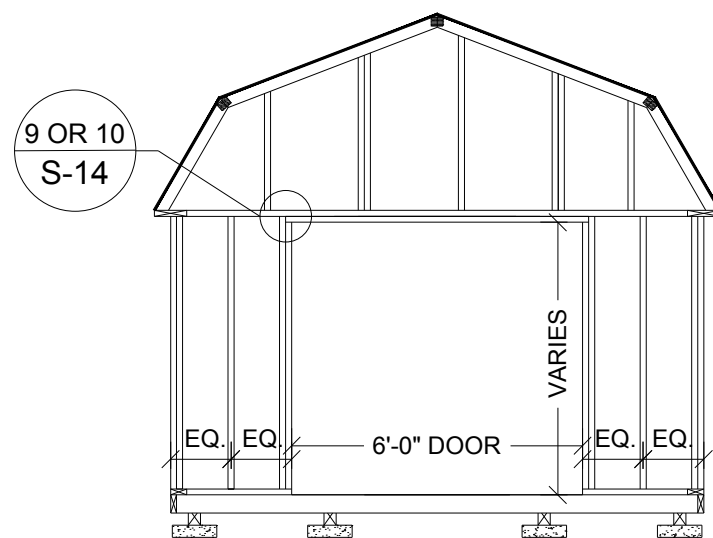 9 OR 10
S-14
VARIES
EQ. EQ. 6'-0" DOOR EQ. EQ.